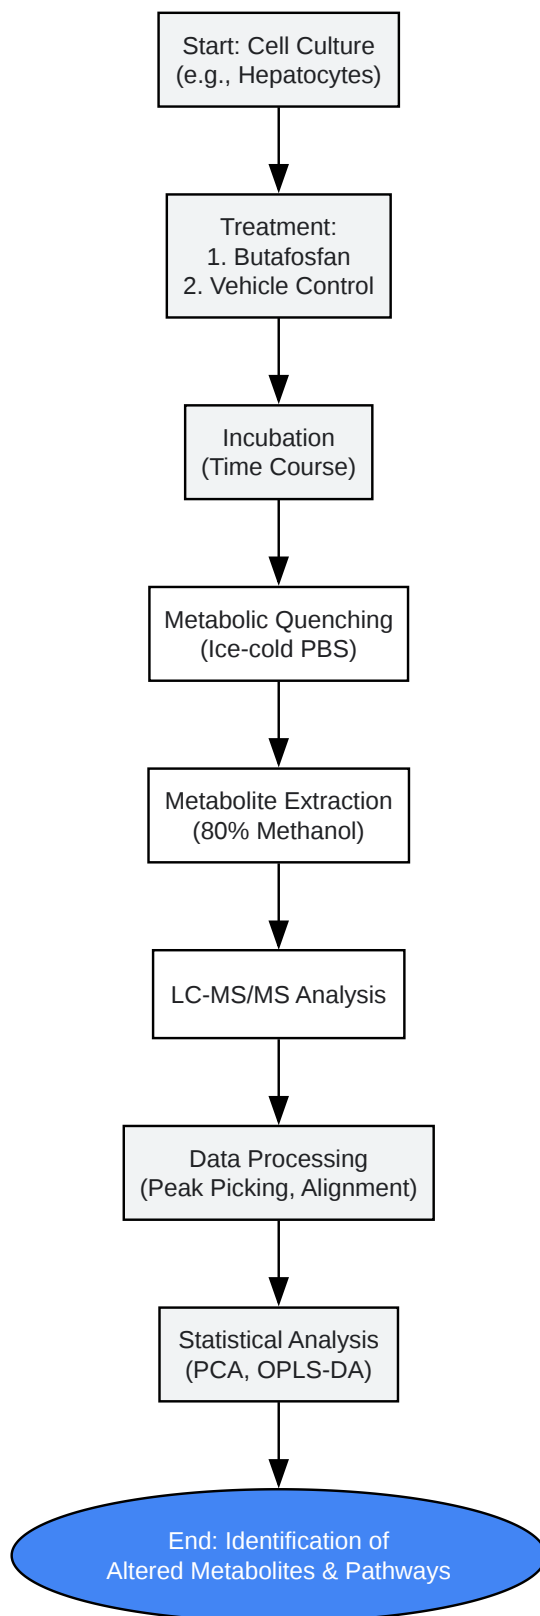 Start: Cell Culture
(e.g., Hepatocytes)
Treatment:
1. Butafosfan
2. Vehicle Control
Incubation
(Time Course)
Metabolic Quenching
(Ice-cold PBS)
Metabolite Extraction
(80% Methanol)
LC-MS/MS Analysis
Data Processing
(Peak Picking, Alignment)
Statistical Analysis
(PCA, OPLS-DA)
End: Identification of
Altered Metabolites & Pathways